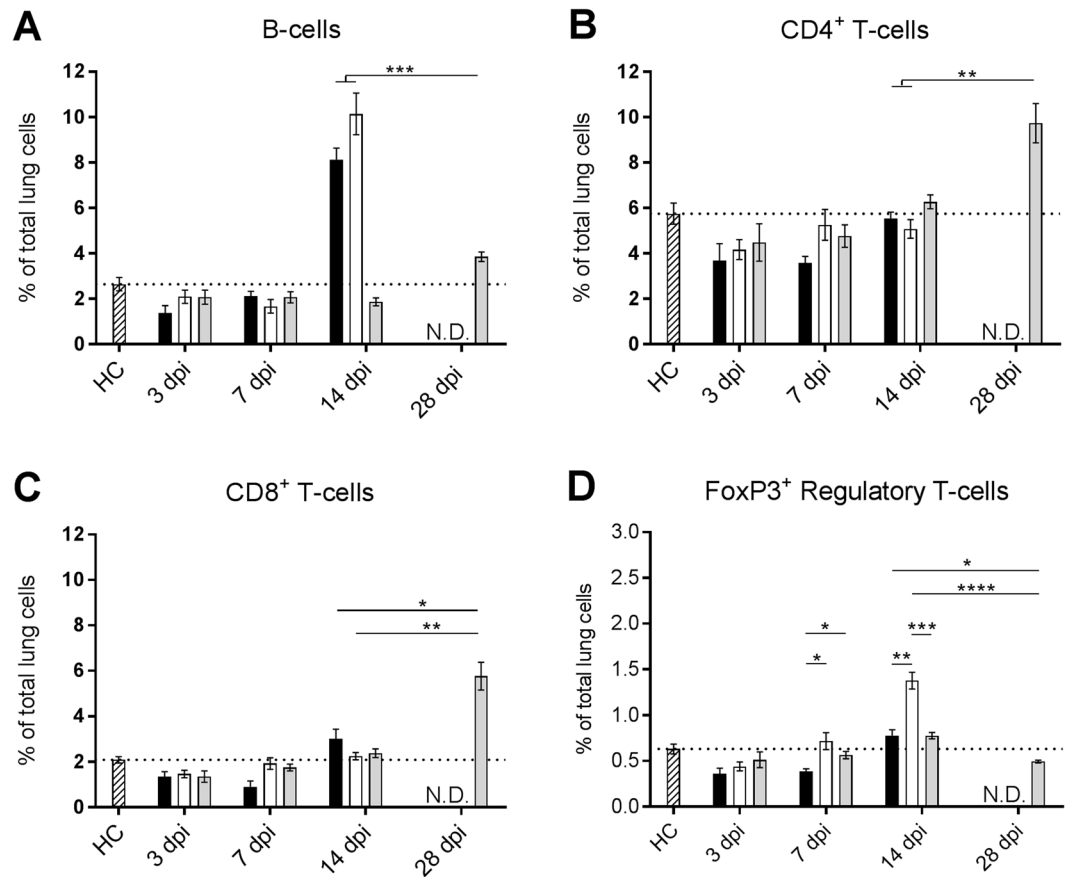 A
B-cells
% of total lung cells
12
10
8
6
4
2
0
***
N.D.
HC
3 dpi
7 dpi
14 dpi
28 dpi
B
CD4+ T-cells
% of total lung cells
12
10
8
6
4
2
0
**
N.D.
HC
3 dpi
7 dpi
14 dpi
28 dpi
C
CD8+ T-cells
% of total lung cells
12
10
8
6
4
2
0
*
**
N.D.
HC
3 dpi
7 dpi
14 dpi
28 dpi
D
FoxP3+ Regulatory T-cells
% of total lung cells
3.0
2.5
2.0
1.5
1.0
0.5
0.0
*
****
*
***
*
**
N.D.
HC
3 dpi
7 dpi
14 dpi
28 dpi